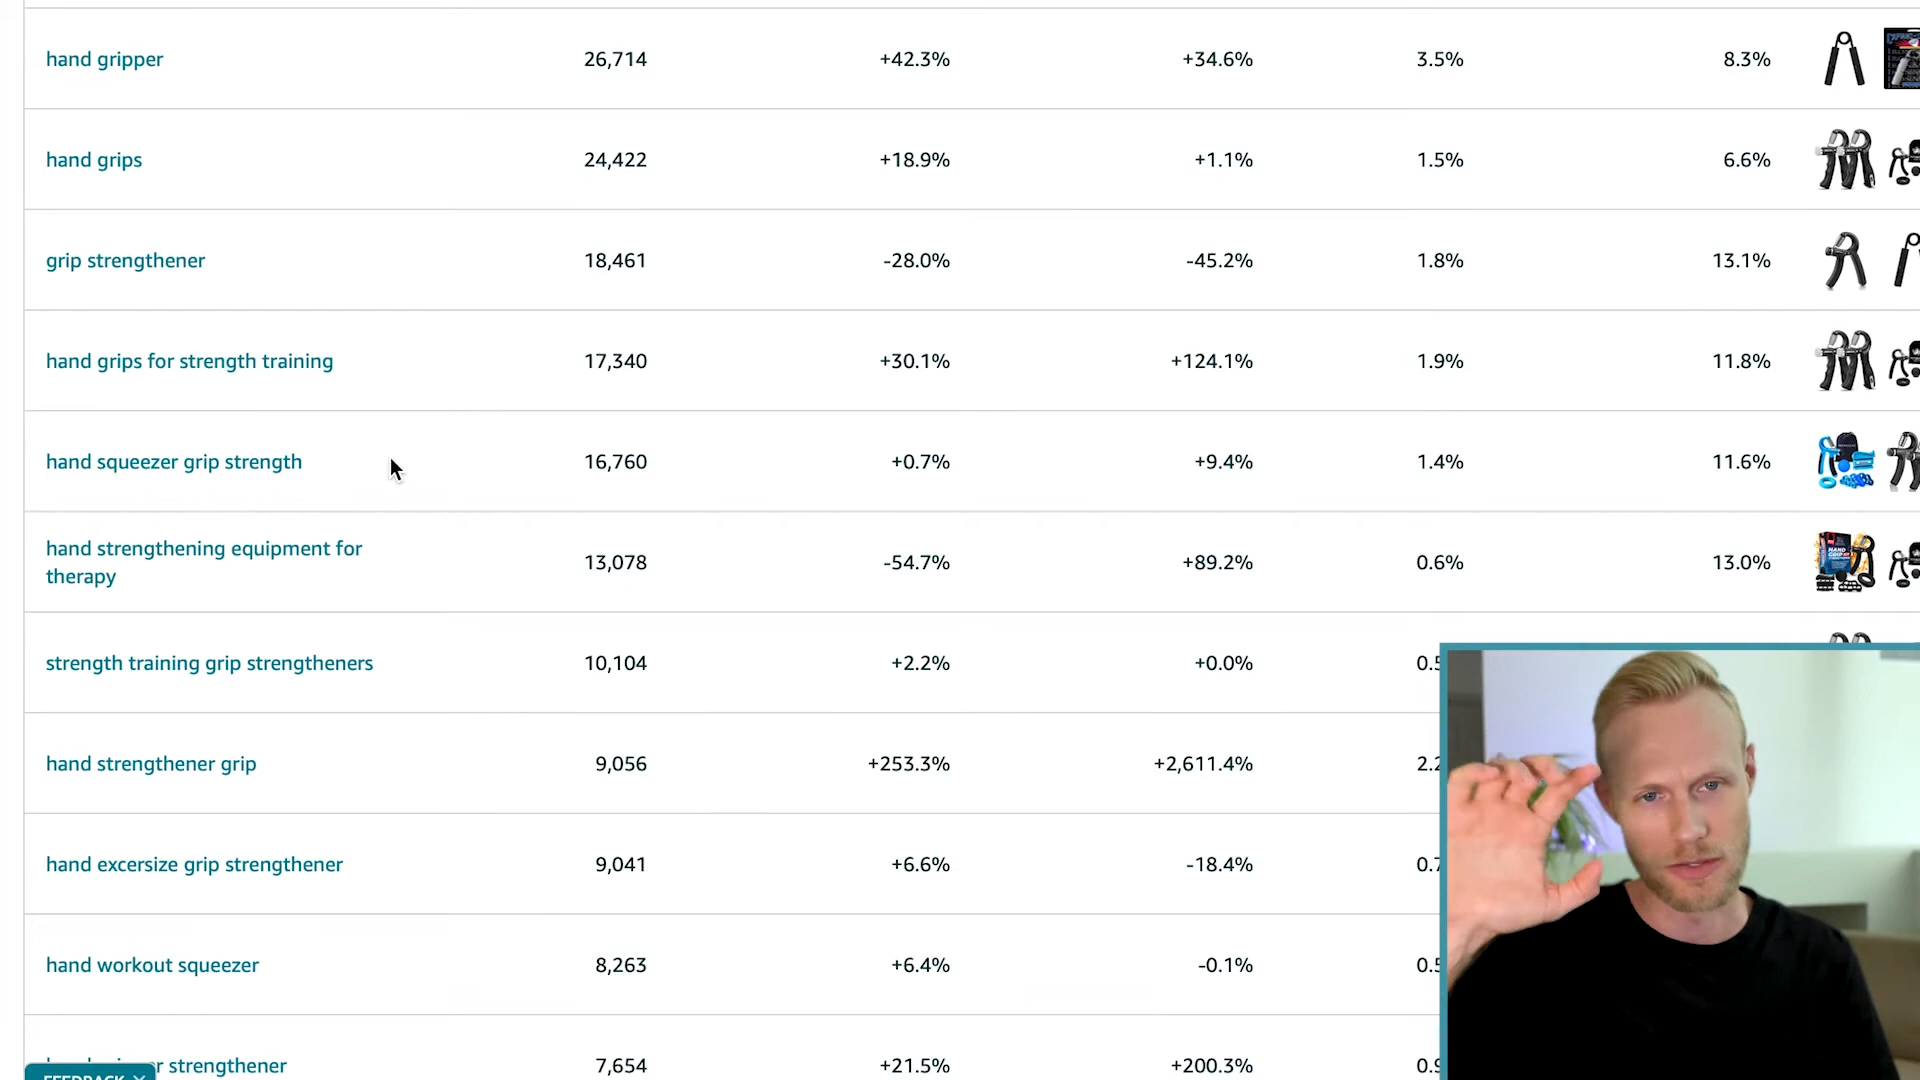 hand gripper 26,714 +42.3% +34.6% 3.5% 8.3%
hand grips 24,422 +18.9% +1.1% 1.5% 6.6%
grip strengthener 18,461 -28.0% -45.2% 1.8% 13.1%
hand grips for strength training 17,340 +30.1% +124.1% 1.9% 11.8%
hand squeezer grip strength 16,760 +0.7% +9.4% 1.4% 11.6%
hand strengthening equipment for
therapy 13,078 -54.7% +89.2% 0.6% 13.0%
HAND
GRIP
strength training grip strengtheners 10,104 +2.2% +0.0%
hand strengthener grip 9,056 +253.3% +2,611.4%
hand excersize grip strengthener 9,041 +6.6% -18.4%
hand workout squeezer 8,263 +6.4% -0.1%
strengthener 7,654 +21.5% +200.3%
FEEDBACK